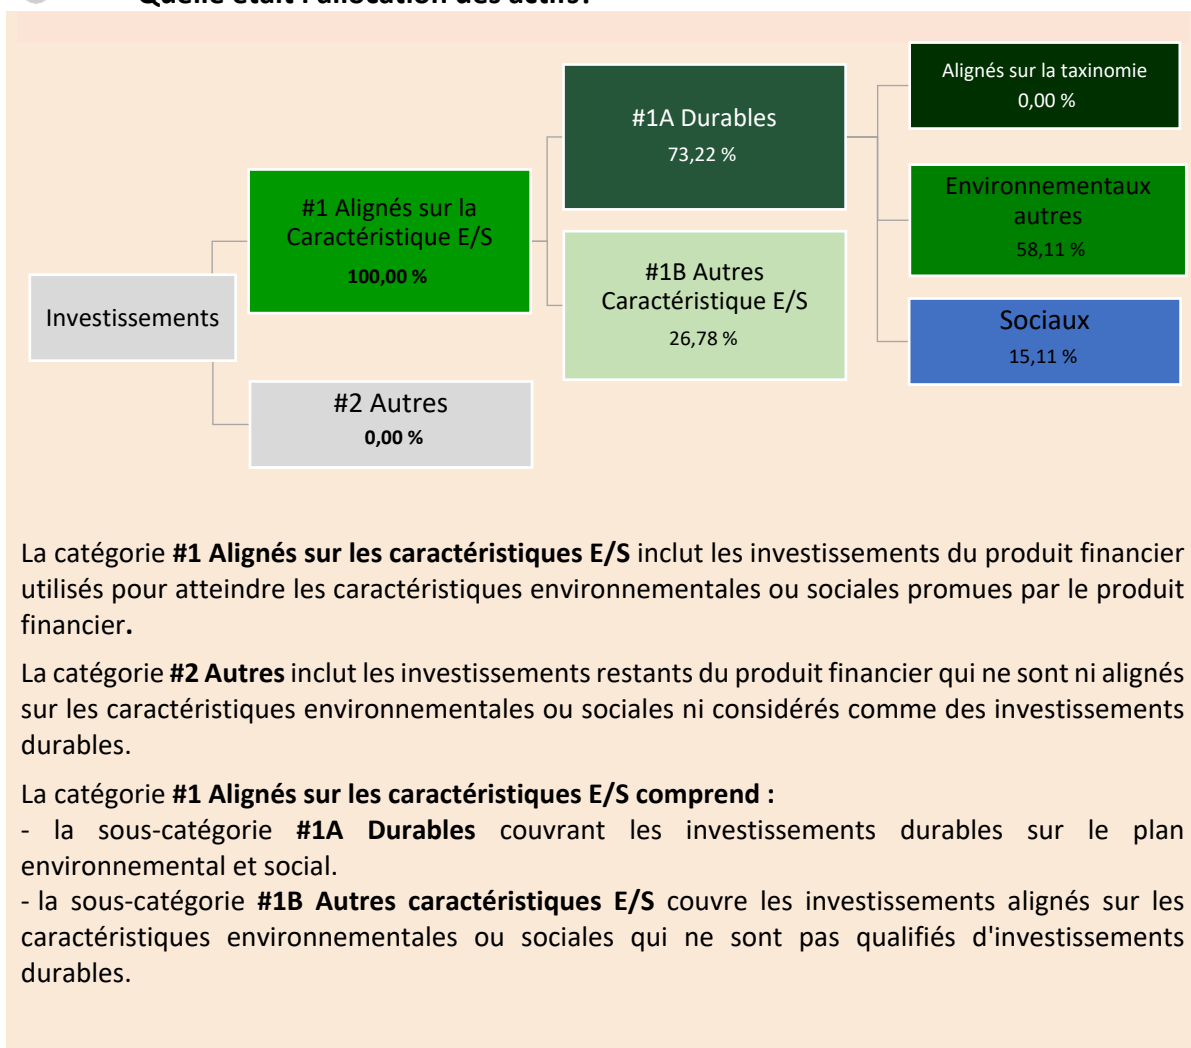 Quelle était l'allocation des actifs?
Alignés sur la taxinomie
0,00 %
#1A Durables
73,22 %
Environnementaux
autres
58,11 %
#1 Alignés sur la
Caractéristique E/S
100,00 %
#1B Autres
Caractéristique E/S
26,78 %
Investissements
Sociaux
15,11 %
#2 Autres
0,00 %
La catégorie #1 Alignés sur les caractéristiques E/S inclut les investissements du produit financier
utilisés pour atteindre les caractéristiques environnementales ou sociales promues par le produit
financier.
La catégorie #2 Autres inclut les investissements restants du produit financier qui ne sont ni alignés
sur les caractéristiques environnementales ou sociales ni considérés comme des investissements
durables.
La catégorie #1 Alignés sur les caractéristiques E/S comprend :
- la sous-catégorie #1A Durables couvrant les investissements durables sur le plan
environnemental et social.
- la sous-catégorie #1B Autres caractéristiques E/S couvre les investissements alignés sur les
caractéristiques environnementales ou sociales qui ne sont pas qualifiés d'investissements
durables.